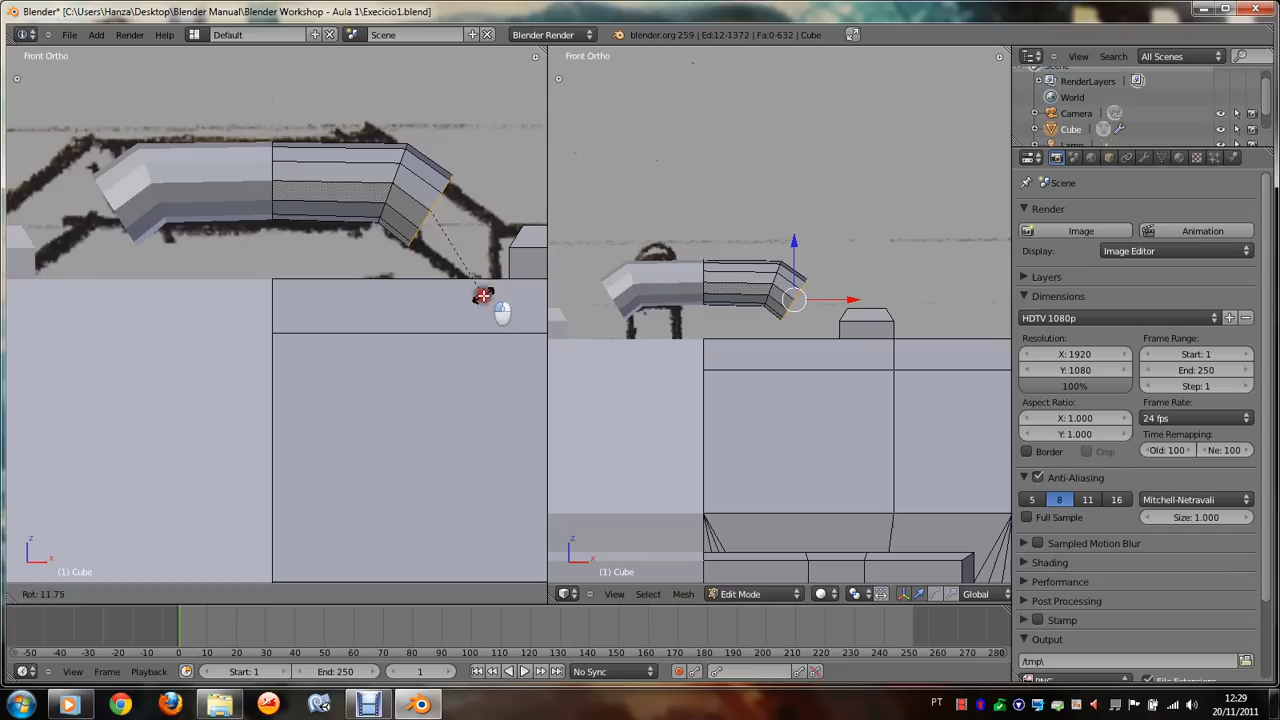 Blender* [C:\Users\Hanza\Desktop\Blender Manual\Blender Workshop - Aula 1\Execicio1.blend]
File Add Render Help Default Scene Blender Render blender.org 259 | Ed:12-1372 | Fa:0-632 | Cube
View Search All Scenes
Front Ortho
Front Ortho
Scene
RenderLayers
World
Camera
Cube
Scene
Render
Image Animation
Display: Image Editor
Layers
Dimensions
HDTV 1080p
Resolution: Frame Range:
X: 1920 Start: 1
Y: 1080 End: 250
100% Step: 1
Aspect Ratio: Frame Rate:
X: 1.000 24 fps
Y: 1.000 Time Remapping:
Border Crop Old: 100 Ne: 100
Anti-Aliasing
5 8 11 16 Mitchell-Netravali
Full Sample Size: 1.000
Sampled Motion Blur
Shading
Performance
Post Processing
Stamp
Output
/tmp\
PNG File Extensions
z x
(1) Cube
z x
(1) Cube
Rot: 11.75
View Select Mesh Edit Mode Global
-50 -40 -30 -20 -10 0 10 20 30 40 50 60 70 80 90 100 110 120 130 140 150 160 170 180 190 200 210 220 230 240 250 260 270 280
View Frame Playback Start: 1 End: 250 1 No Sync
PT 12:29
20/11/2011